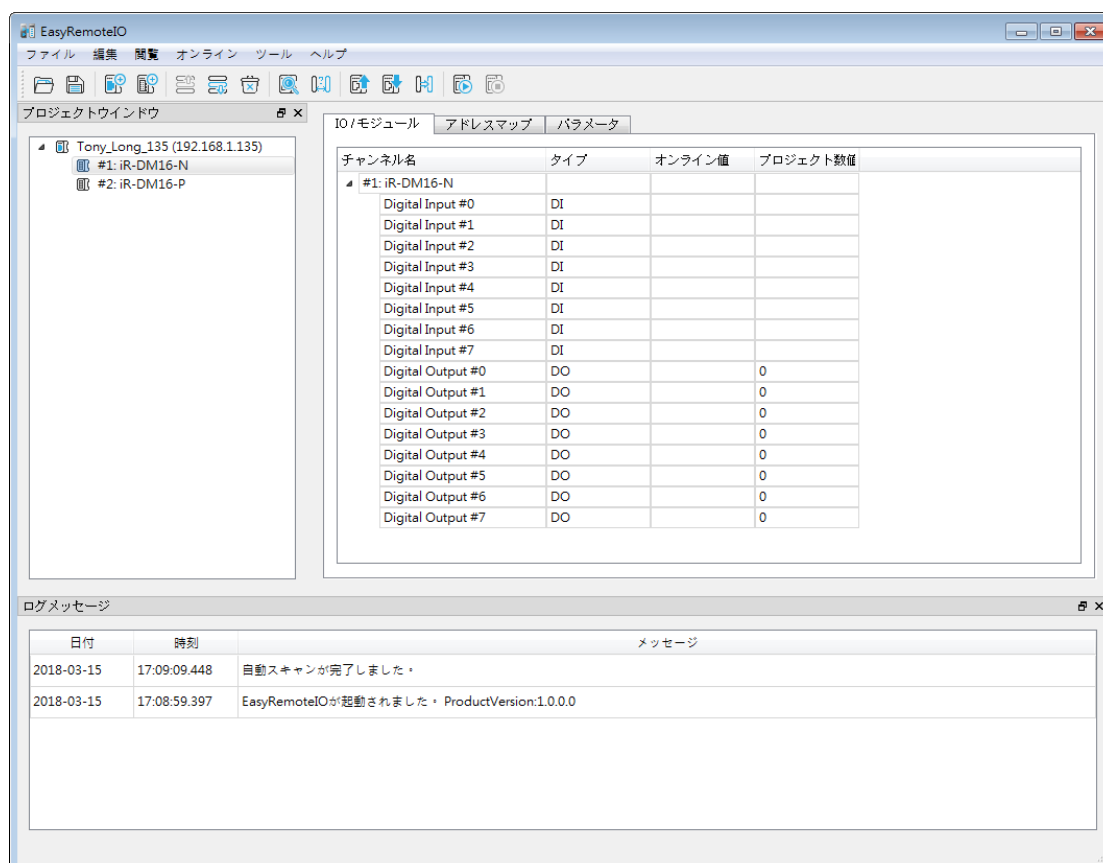 EasyRemoteIO
ファイル 編集 閲覧 オンライン ツール ヘルプ
プロジェクトウインドウ
Tony_Long_135 (192.168.1.135)
#1: iR-DM16-N
#2: iR-DM16-P
IO/モジュール アドレスマップ パラメータ
チャンネル名 タイプ オンライン値 プロジェクト数値
#1: iR-DM16-N
Digital Input #0 DI
Digital Input #1 DI
Digital Input #2 DI
Digital Input #3 DI
Digital Input #4 DI
Digital Input #5 DI
Digital Input #6 DI
Digital Input #7 DI
Digital Output #0 DO 0
Digital Output #1 DO 0
Digital Output #2 DO 0
Digital Output #3 DO 0
Digital Output #4 DO 0
Digital Output #5 DO 0
Digital Output #6 DO 0
Digital Output #7 DO 0
ログメッセージ
日付 時刻 メッセージ
2018-03-15 17:09:09.448 自動スキャンが完了しました。
2018-03-15 17:08:59.397 EasyRemoteIOが起動されました。ProductVersion:1.0.0.0